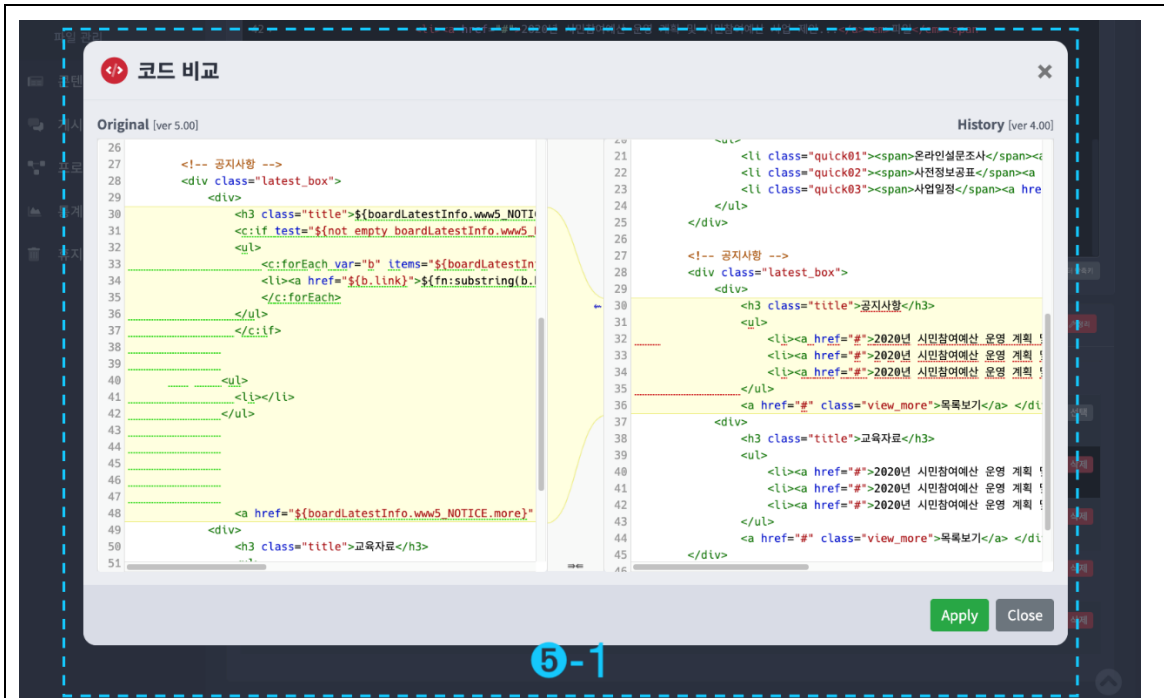 파일 관리
코드 비교
×
Original [ver 5.00]
History [ver 4.00]
26
27 <!-- 공지사항 -->
28 <div class="latest_box">
29 <div>
30 <h3 class="title">${boardLatestInfo.www5_NOTI
31 <c:if test="${not empty boardLatestInfo.www5_
32 <ul>
33 <c:forEach var="b" items="${boardLatestIn
34 <li><a href="${b.link}">${fn:substring(b.
35 </c:forEach>
36 </ul>
37 </c:if>
38
39
40 <ul>
41 <li></li>
42 </ul>
43
44
45
46
47
48 <a href="${boardLatestInfo.www5_NOTICE.more}"
49 <div>
50 <h3 class="title">교육자료</h3>
51
20 <ul>
21 <li class="quick01"><span>온라인설문조사</span><a
22 <li class="quick02"><span>사전정보공표</span><a
23 <li class="quick03"><span>사업일정</span><a hre
24 </ul>
25 </div>
26
27 <!-- 공지사항 -->
28 <div class="latest_box">
29 <div>
30 <h3 class="title">공지사항</h3>
31 <ul>
32 <li><a href="#">2020년 시민참여예산 운영 계획 및
33 <li><a href="#">2020년 시민참여예산 운영 계획
34 <li><a href="#">2020년 시민참여예산 운영 계획
35 </ul>
36 <a href="#" class="view_more">목록보기</a> </di
37 <div>
38 <h3 class="title">교육자료</h3>
39 <ul>
40 <li><a href="#">2020년 시민참여예산 운영 계획 및
41 <li><a href="#">2020년 시민참여예산 운영 계획
42 <li><a href="#">2020년 시민참여예산 운영 계획
43 </ul>
44 <a href="#" class="view_more">목록보기</a> </di
45 </div>
46
Apply
Close
❺-1